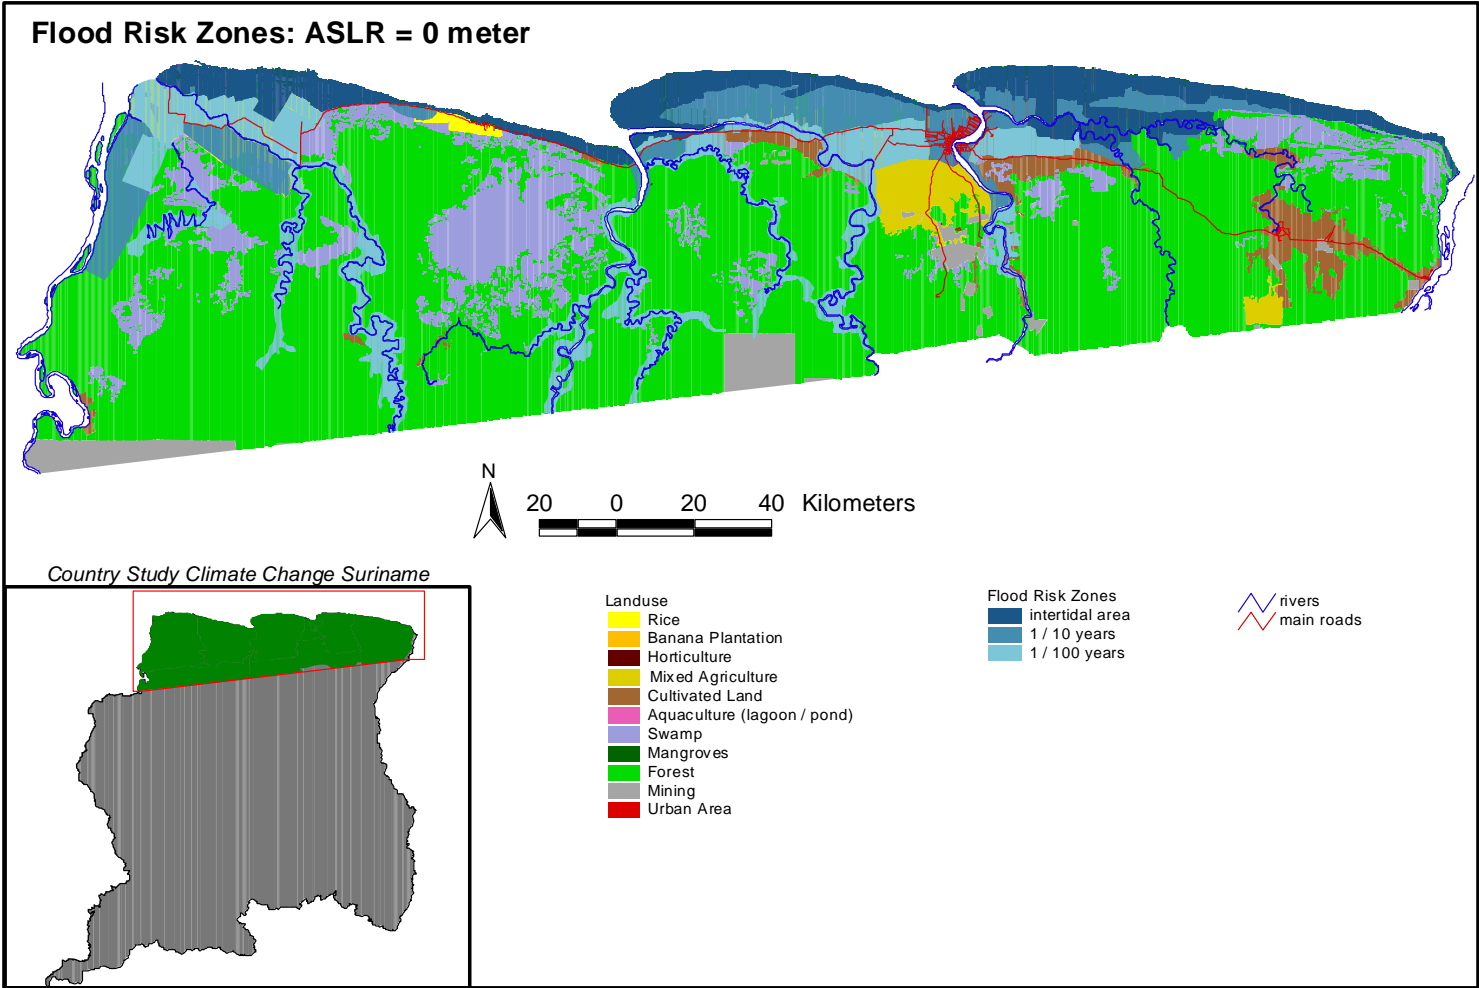 Flood Risk Zones: ASLR = 0 meter
N
20 0 20 40 Kilometers
Country Study Climate Change Suriname
Landuse
Rice
Banana Plantation
Horticulture
Mixed Agriculture
Cultivated Land
Aquaculture (lagoon / pond)
Swamp
Mangroves
Forest
Mining
Urban Area
Flood Risk Zones
intertidal area
1 / 10 years
1 / 100 years
rivers
main roads